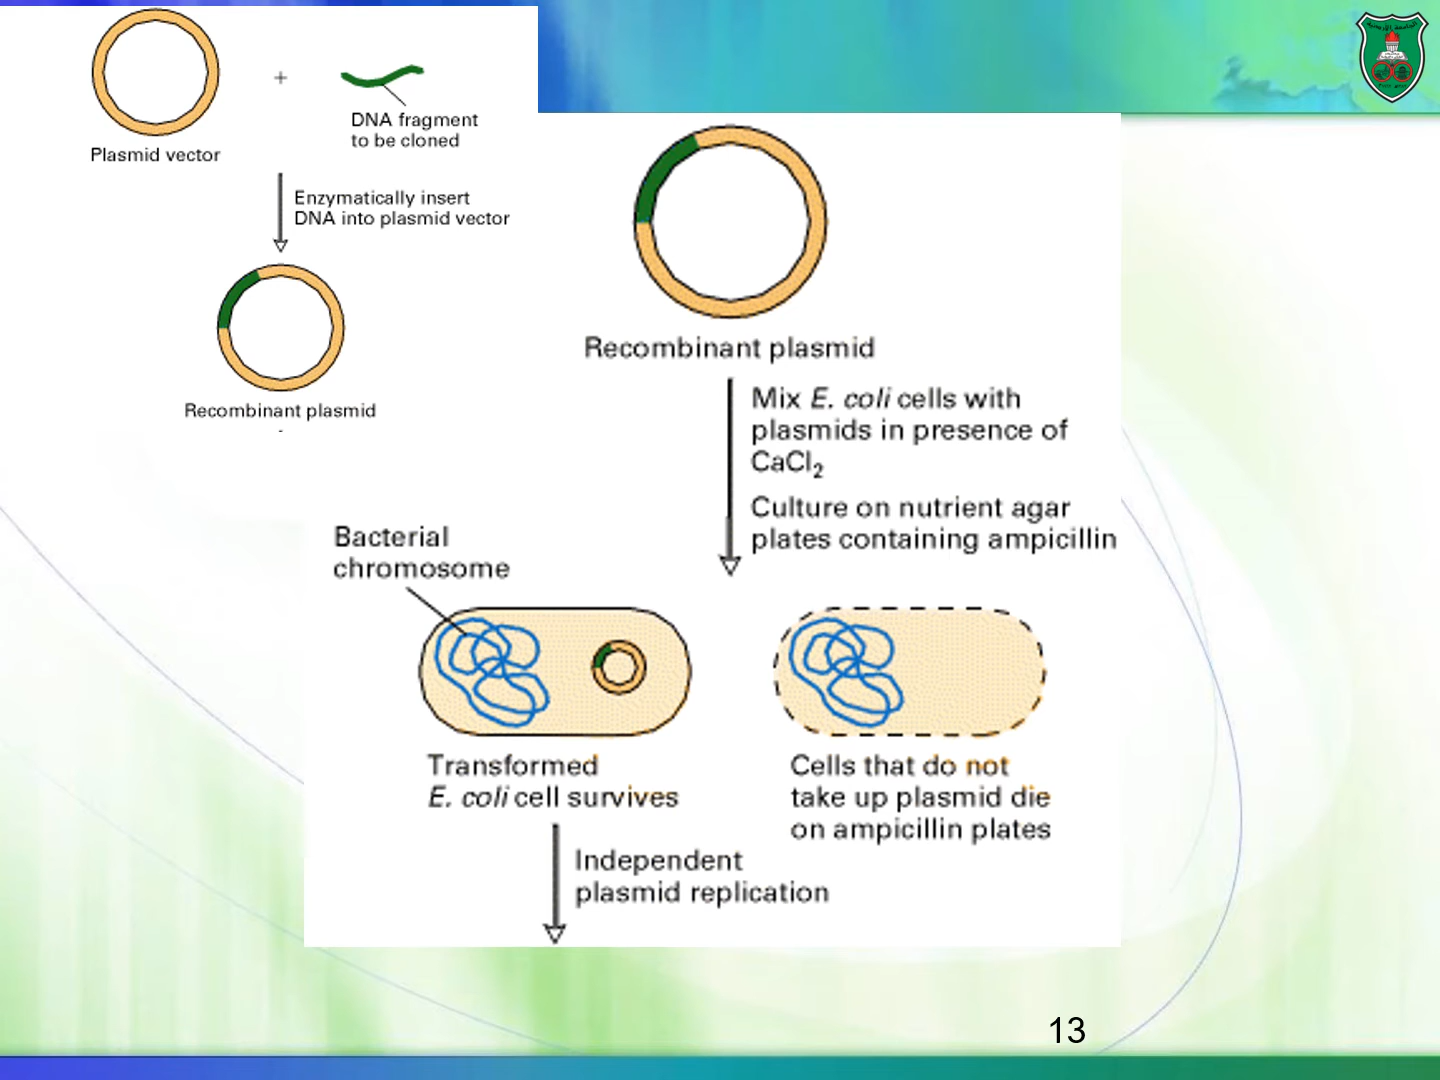 +
DNA fragment
to be cloned
Plasmid vector
Enzymatically insert
DNA into plasmid vector
Recombinant plasmid
Recombinant plasmid
Mix E. coli cells with
plasmids in presence of
CaCl₂
Culture on nutrient agar
plates containing ampicillin
Bacterial
chromosome
Transformed
E. coli cell survives
Cells that do not
take up plasmid die
on ampicillin plates
Independent
plasmid replication
13